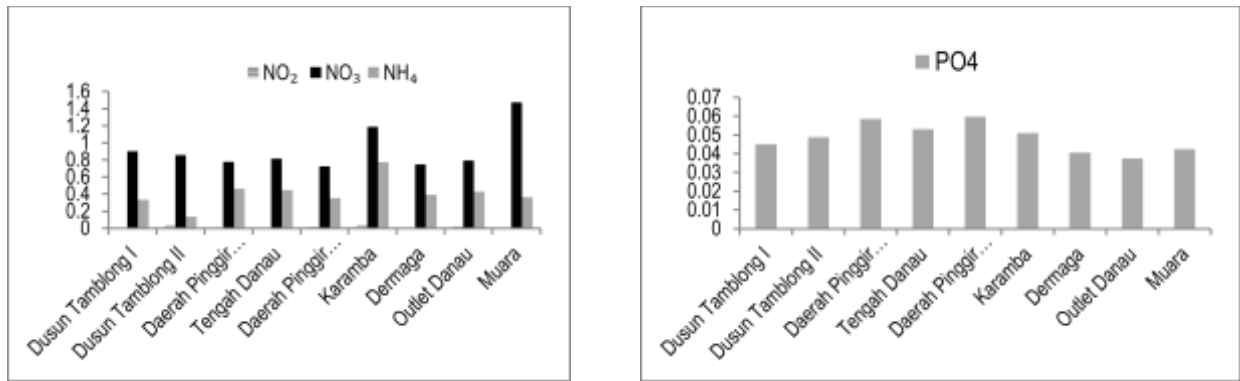 NO₂ NO₃ NH₄
1.6
1.4
1.2
1
0.8
0.6
0.4
0.2
0
Dusun Tamblong I
Dusun Tamblong II
Daerah Pinggir...
Tengah Danau
Daerah Pinggir...
Karamba
Dermaga
Outlet Danau
Muara
PO4
0.07
0.06
0.05
0.04
0.03
0.02
0.01
0
Dusun Tamblong I
Dusun Tamblong II
Daerah Pinggir...
Tengah Danau
Daerah Pinggir...
Karamba
Dermaga
Outlet Danau
Muara